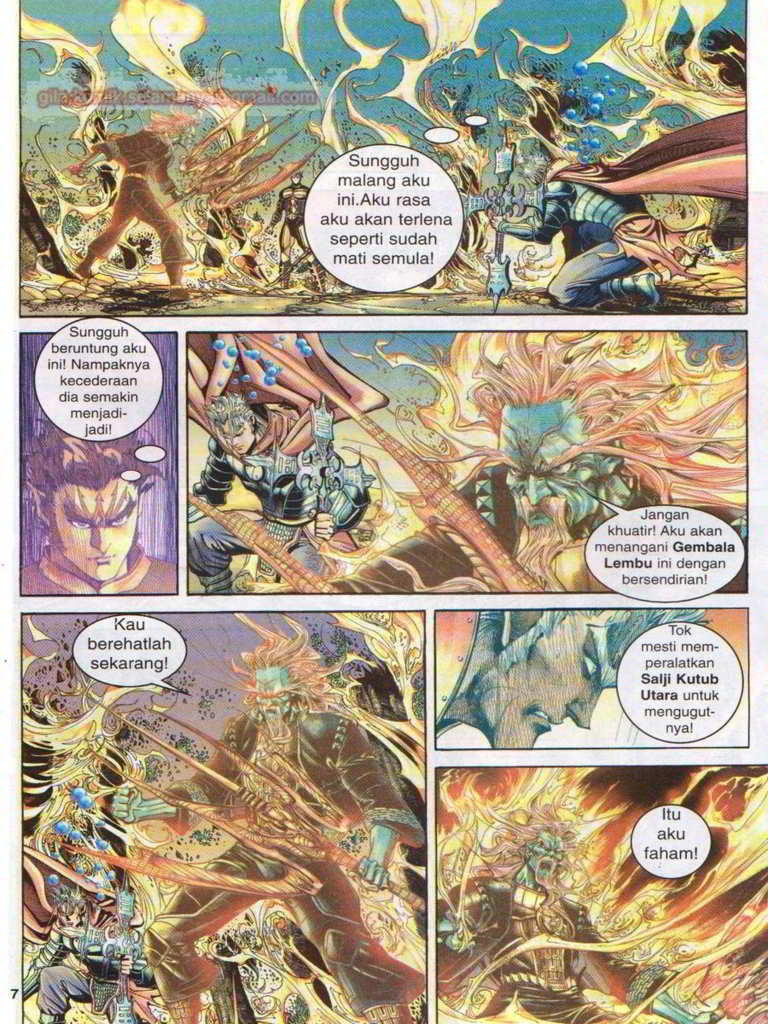 Sungguh
malang aku
ini.Aku rasa
aku akan terlena
seperti sudah
mati semula!
Sungguh
beruntung aku
ini! Nampaknya
kecederaan
dia semakin
menjadi-
jadi!
Jangan
khuatir! Aku akan
menangani Gembala
Lembu ini dengan
bersendirian!
Kau
berehatlah
sekarang!
Tok
mesti mem-
peralatkan
Salji Kutub
Utara untuk
mengugut-
nya!
Itu
aku
faham!
7